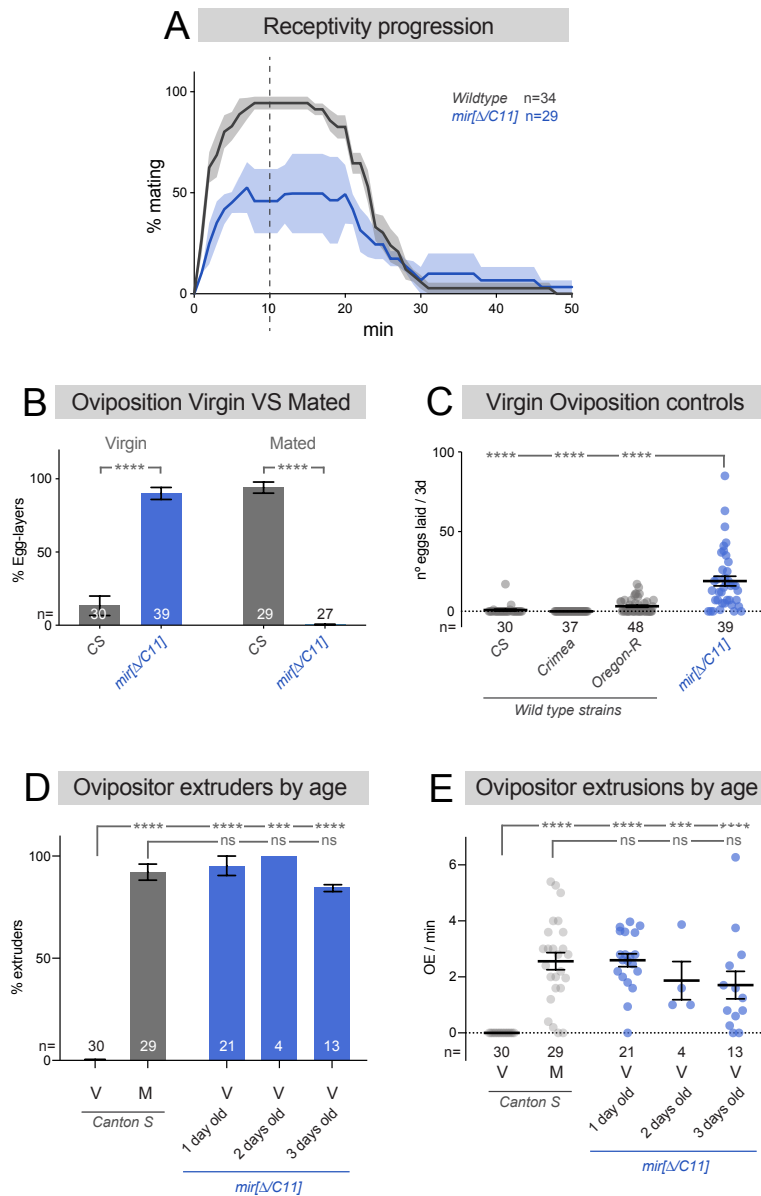 A Receptivity progression
Wildtype n=34
mir[Δ/C11] n=29
% mating
100
50
0
0 10 20 30 40 50
min
B Oviposition Virgin VS Mated
Virgin Mated
**** ****
% Egg-layers
100
50
0
n= 30 39 29 27
CS mir[Δ/C11] CS mir[Δ/C11]
C Virgin Oviposition controls
**** **** ****
nº eggs laid / 3d
100
50
0
n= 30 37 48 39
CS Crimea Oregon-R mir[Δ/C11]
Wild type strains
D Ovipositor extruders by age
**** **** *** ****
ns ns ns
% extruders
100
50
0
n= 30 29 21 4 13
V M V V V
Canton S 1 day old 2 days old 3 days old
mir[Δ/C11]
E Ovipositor extrusions by age
**** **** *** ****
ns ns ns
OE / min
6
4
2
0
n= 30 29 21 4 13
V M V V V
Canton S 1 day old 2 days old 3 days old
mir[Δ/C11]